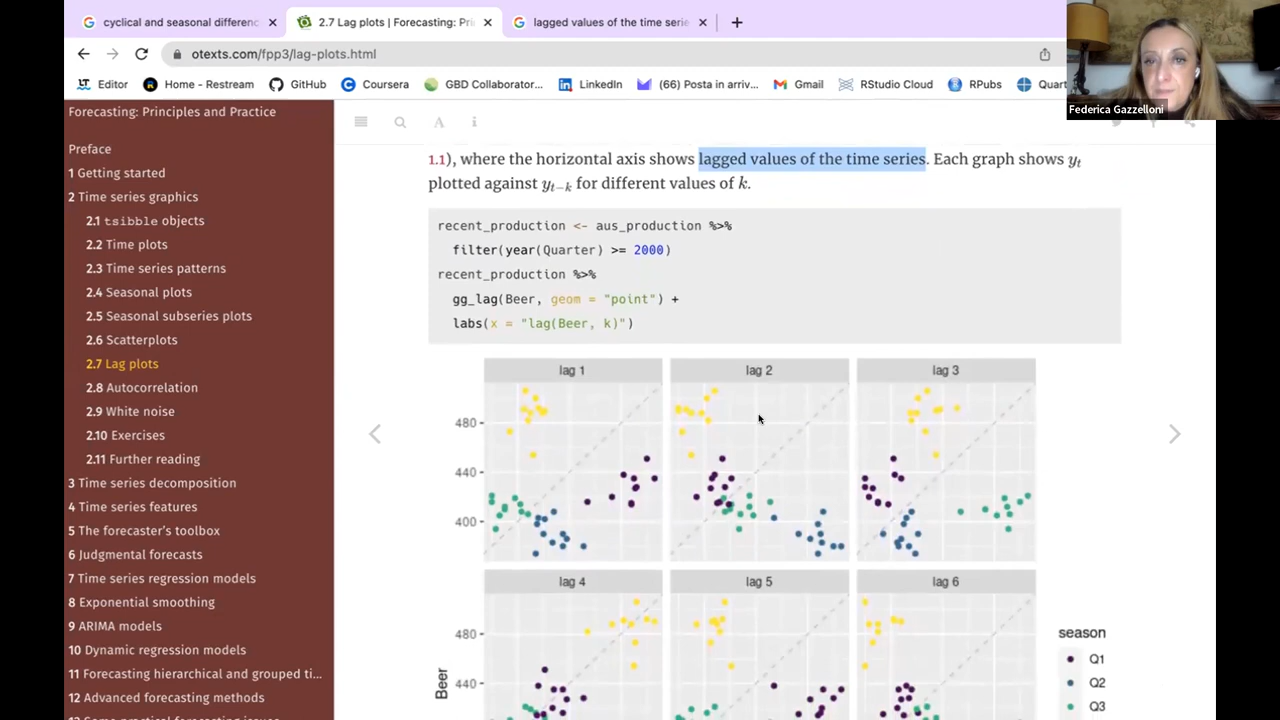 cyclical and seasonal differenc
2.7 Lag plots | Forecasting: Pri
lagged values of the time serie
otexts.com/fpp3/lag-plots.html
Editor
Home - Restream
GitHub
Coursera
GBD Collaborator...
LinkedIn
(66) Posta in arriv...
Gmail
RStudio Cloud
RPubs
Quart
Federica Gazzelloni
Forecasting: Principles and Practice
Preface
1 Getting started
2 Time series graphics
2.1 tsibble objects
2.2 Time plots
2.3 Time series patterns
2.4 Seasonal plots
2.5 Seasonal subseries plots
2.6 Scatterplots
2.7 Lag plots
2.8 Autocorrelation
2.9 White noise
2.10 Exercises
2.11 Further reading
3 Time series decomposition
4 Time series features
5 The forecaster's toolbox
6 Judgmental forecasts
7 Time series regression models
8 Exponential smoothing
9 ARIMA models
10 Dynamic regression models
11 Forecasting hierarchical and grouped ti...
12 Advanced forecasting methods
1.1), where the horizontal axis shows lagged values of the time series. Each graph shows yt
plotted against yt−k for different values of k.
recent_production <- aus_production %>%
filter(year(Quarter) >= 2000)
recent_production %>%
gg_lag(Beer, geom = "point") +
labs(x = "lag(Beer, k)")
lag 1
lag 2
lag 3
480
440
400
lag 4
lag 5
lag 6
480
440
Beer
season
Q1
Q2
Q3